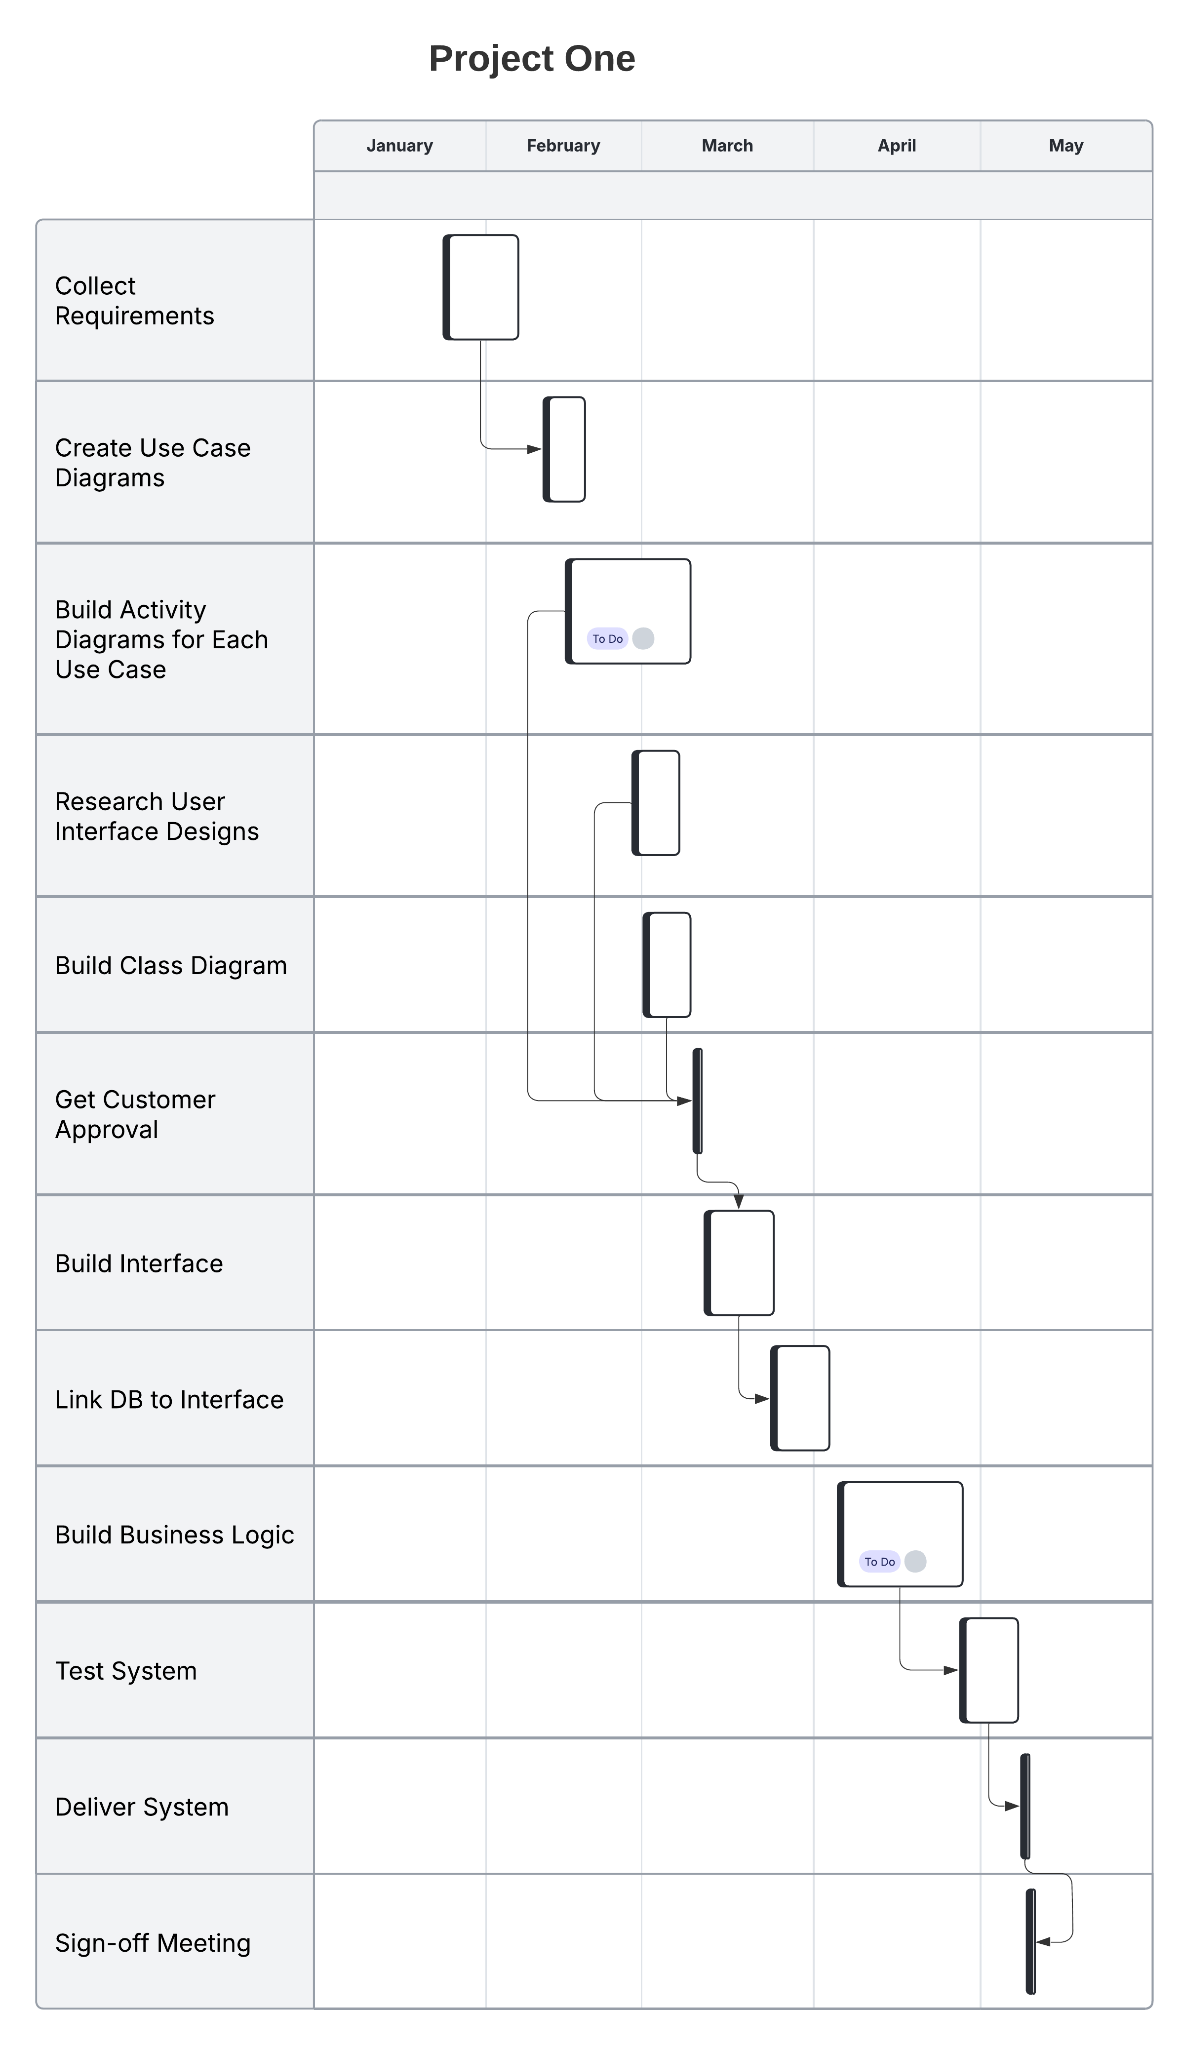 Project One
January
February
March
April
May
Collect
Requirements
Create Use Case
Diagrams
Build Activity
Diagrams for Each
Use Case
To Do
Research User
Interface Designs
Build Class Diagram
Get Customer
Approval
Build Interface
Link DB to Interface
Build Business Logic
To Do
Test System
Deliver System
Sign-off Meeting